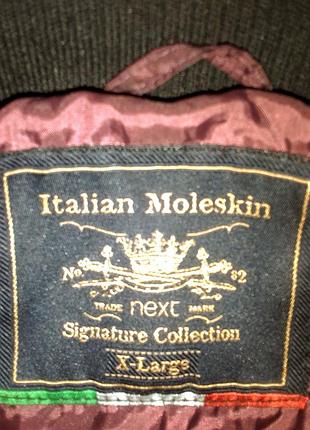 Italian Moleskin
No. 82
TRADE next MARK
Signature Collection
X-Large